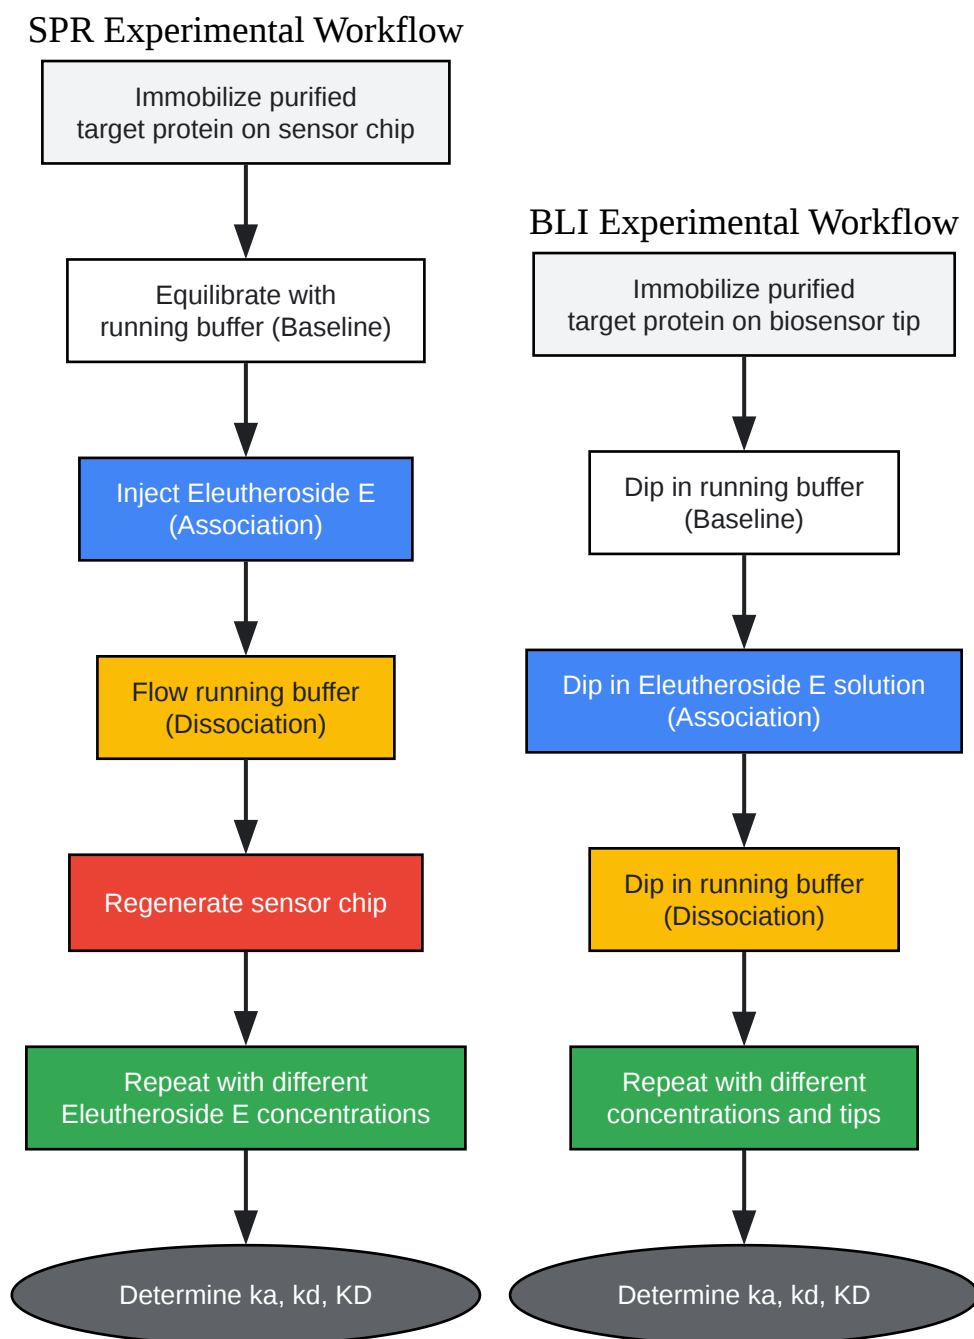 SPR Experimental Workflow
Immobilize purified
target protein on sensor chip
Equilibrate with
running buffer (Baseline)
Inject Eleutheroside E
(Association)
Flow running buffer
(Dissociation)
Regenerate sensor chip
Repeat with different
Eleutheroside E concentrations
Determine ka, kd, KD
BLI Experimental Workflow
Immobilize purified
target protein on biosensor tip
Dip in running buffer
(Baseline)
Dip in Eleutheroside E solution
(Association)
Dip in running buffer
(Dissociation)
Repeat with different
concentrations and tips
Determine ka, kd, KD